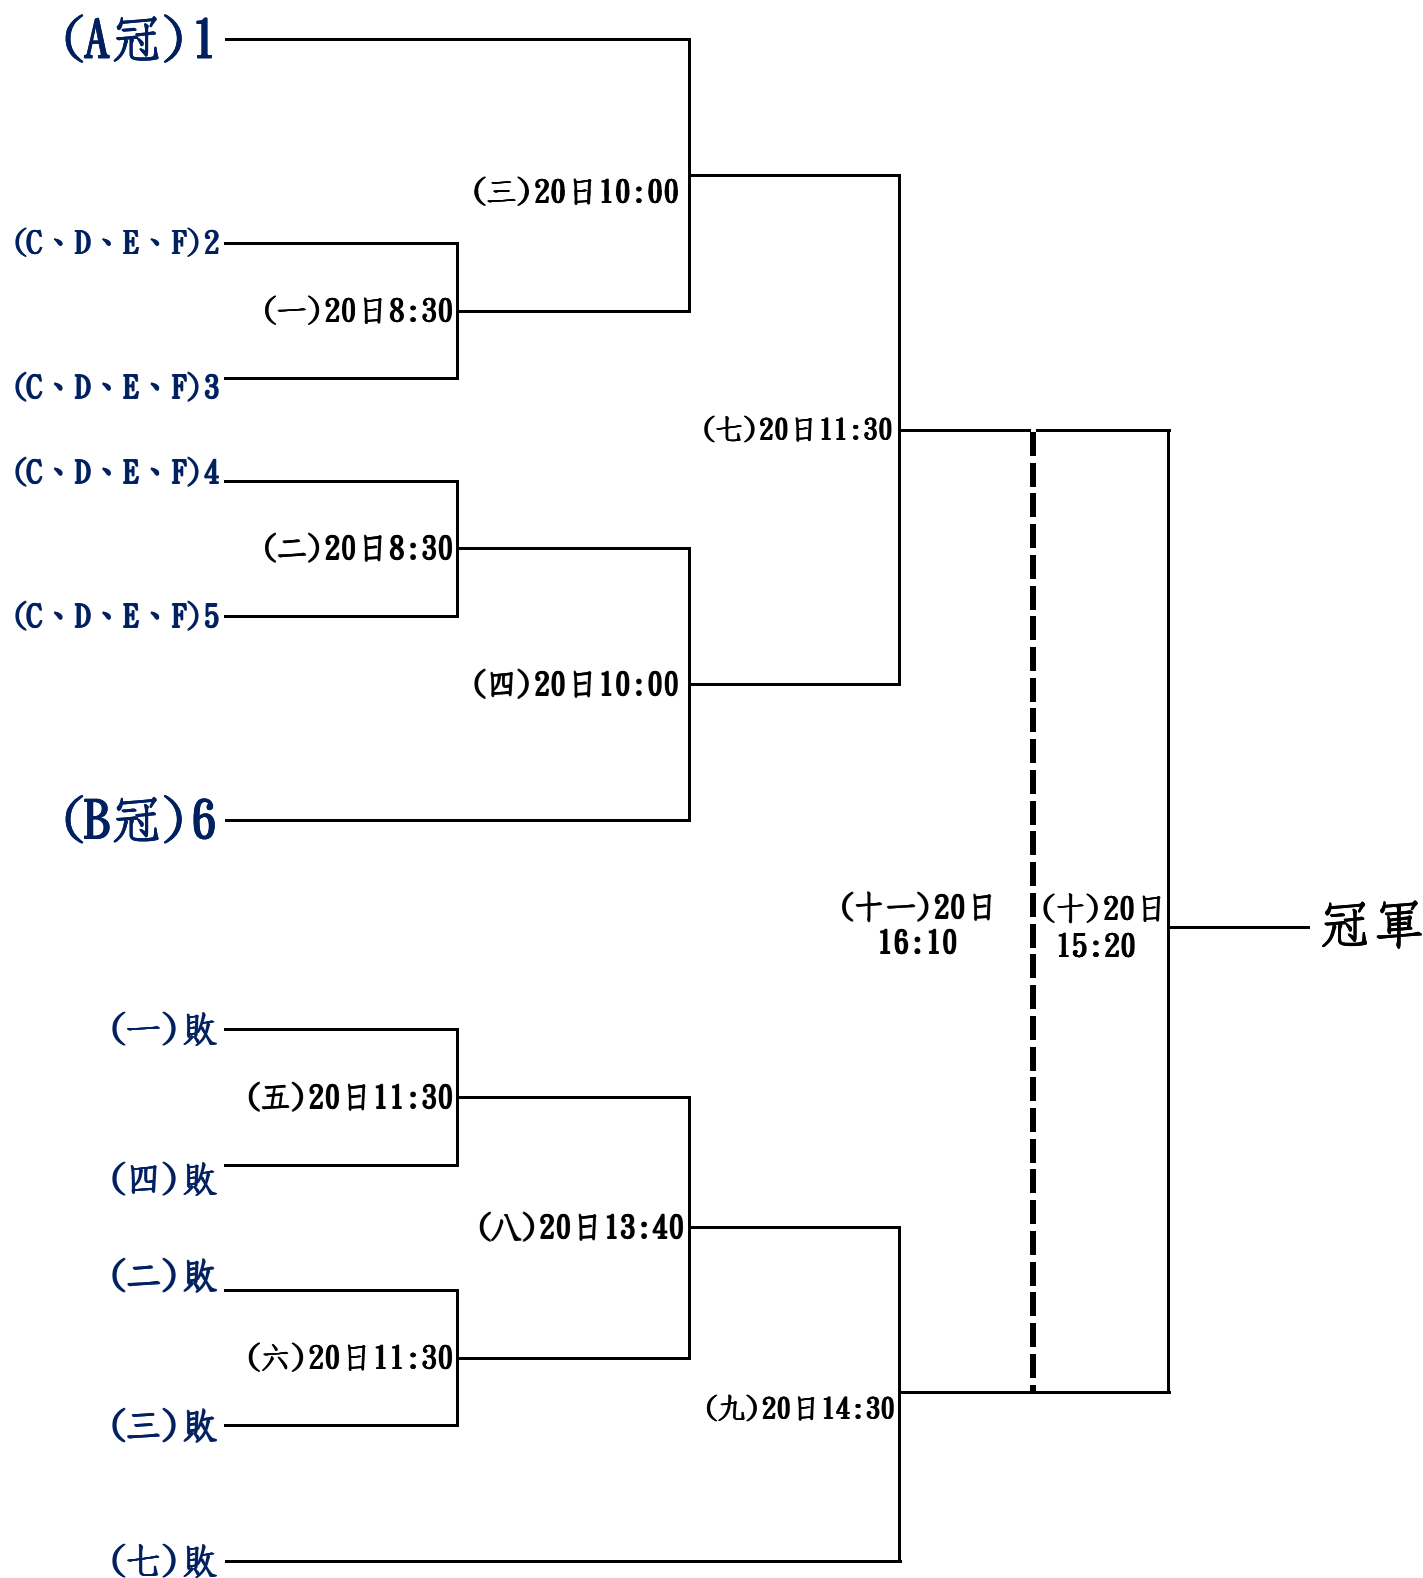 (A冠)1
(三)20日10:00
(C、D、E、F)2
(一)20日8:30
(C、D、E、F)3
(七)20日11:30
(C、D、E、F)4
(二)20日8:30
(C、D、E、F)5
(四)20日10:00
(B冠)6
(十一)20日
16:10
(十)20日
15:20
冠軍
(一)敗
(五)20日11:30
(四)敗
(八)20日13:40
(二)敗
(六)20日11:30
(九)20日14:30
(三)敗
(七)敗